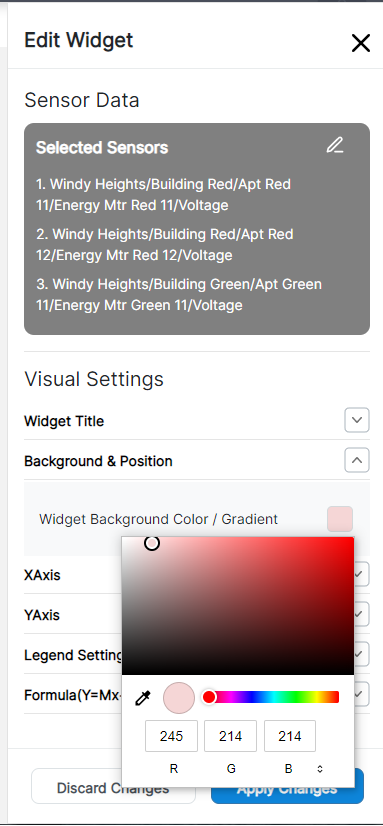 Edit Widget
Sensor Data
Selected Sensors
1. Windy Heights/Building Red/Apt Red
11/Energy Mtr Red 11/Voltage
2. Windy Heights/Building Red/Apt Red
12/Energy Mtr Red 12/Voltage
3. Windy Heights/Building Green/Apt Green
11/Energy Mtr Green 11/Voltage
Visual Settings
Widget Title
Background & Position
Widget Background Color / Gradient
XAxis
YAxis
Legend Setting
Formula(Y=Mx
245 214 214
R G B
Discard Changes Apply Changes